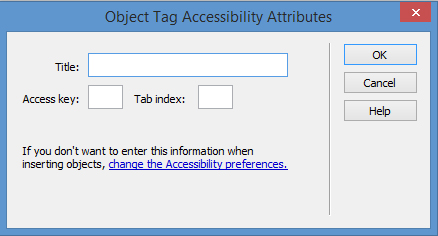 Object Tag Accessibility Attributes
Title:
OK
Access key:
Tab index:
Cancel
Help
If you don't want to enter this information when
inserting objects, change the Accessibility preferences.